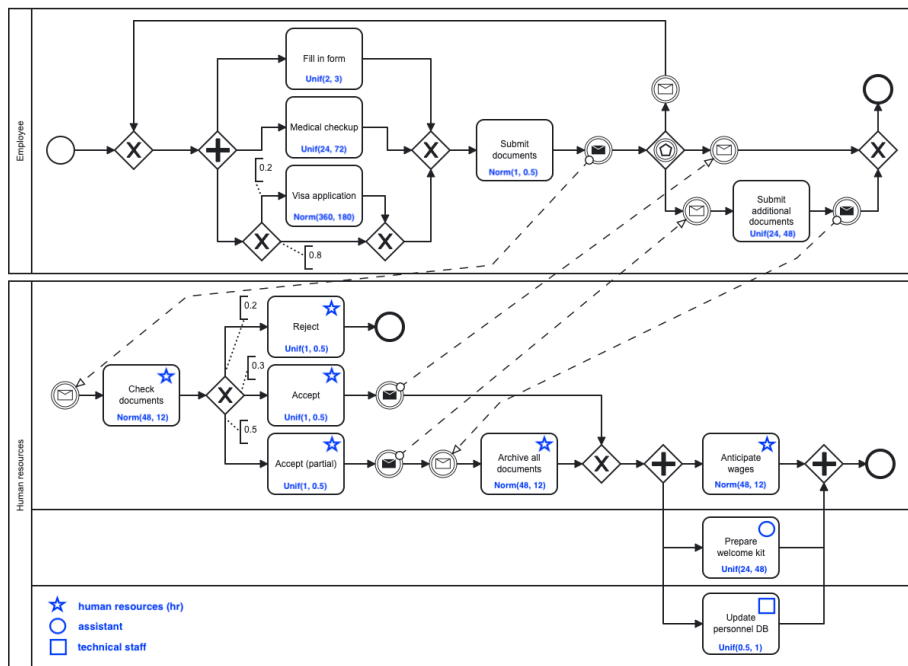 Employee
Fill in form
Unif(2, 3)
Medical checkup
Unif(24, 72)
0.2
Visa application
Norm(360, 180)
0.8
Submit
documents
Norm(1, 0.5)
Submit
additional
documents
Unif(24, 48)
Human resources
Check
documents
Norm(48, 12)
0.2
Reject
Unif(1, 0.5)
0.3
Accept
Unif(1, 0.5)
0.5
Accept (partial)
Unif(1, 0.5)
Archive all
documents
Norm(48, 12)
Anticipate
wages
Norm(48, 12)
Prepare
welcome kit
Unif(24, 48)
Update
personnel DB
Unif(0.5, 1)
human resources (hr)
assistant
technical staff